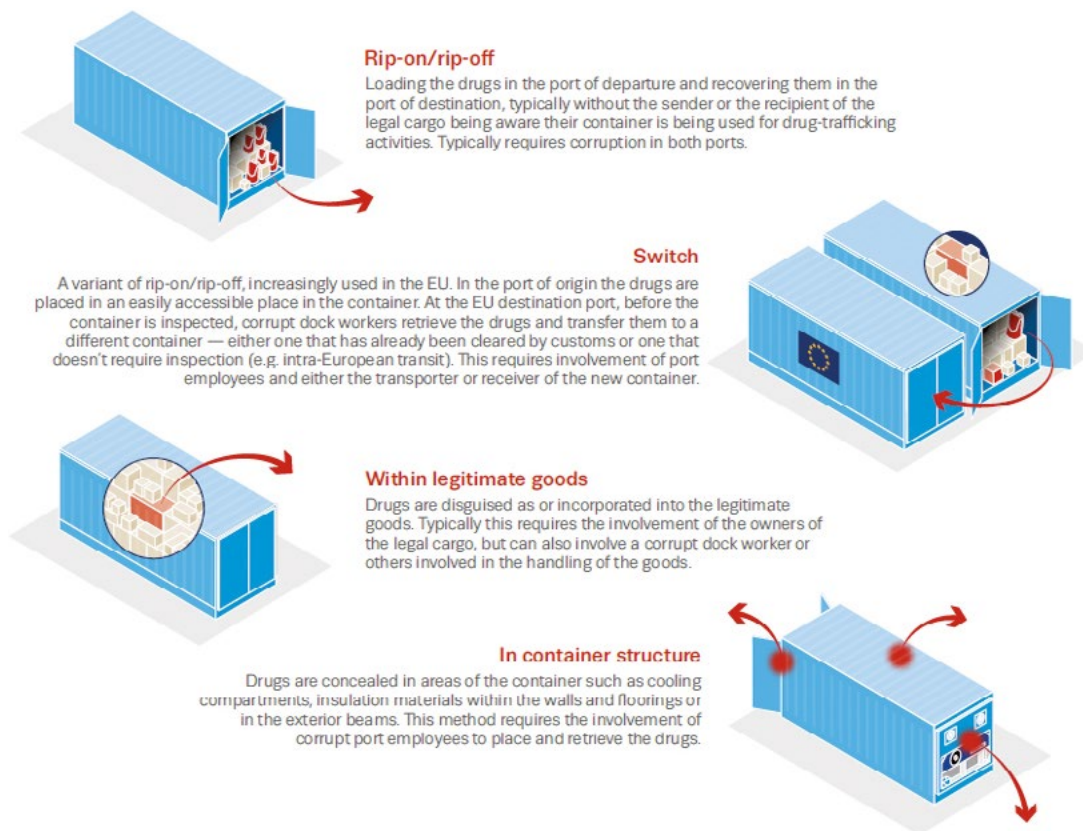 Rip-on/rip-off
Loading the drugs in the port of departure and recovering them in the
port of destination, typically without the sender or the recipient of the
legal cargo being aware their container is being used for drug-trafficking
activities. Typically requires corruption in both ports.
Switch
A variant of rip-on/rip-off, increasingly used in the EU. In the port of origin the drugs are
placed in an easily accessible place in the container. At the EU destination port, before the
container is inspected, corrupt dock workers retrieve the drugs and transfer them to a
different container — either one that has already been cleared by customs or one that
doesn't require inspection (e.g. intra-European transit). This requires involvement of port
employees and either the transporter or receiver of the new container.
Within legitimate goods
Drugs are disguised as or incorporated into the legitimate
goods. Typically this requires the involvement of the owners of
the legal cargo, but can also involve a corrupt dock worker or
others involved in the handling of the goods.
In container structure
Drugs are concealed in areas of the container such as cooling
compartments, insulation materials within the walls and floorings or
in the exterior beams. This method requires the involvement of
corrupt port employees to place and retrieve the drugs.